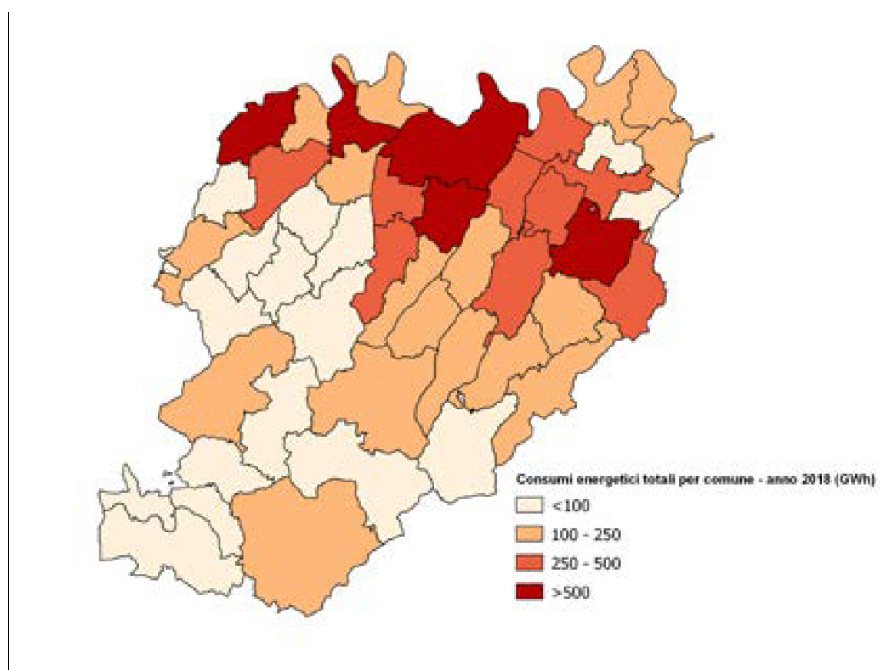 Consumi energetici totali per comune - anno 2018 (GWh)
<100
100 - 250
250 - 500
>500